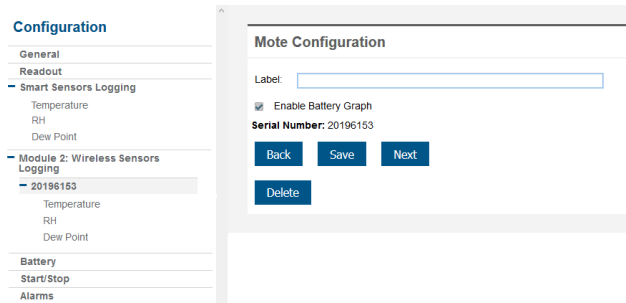 Configuration
General
Readout
Smart Sensors Logging
Temperature
RH
Dew Point
Module 2: Wireless Sensors
Logging
20196153
Temperature
RH
Dew Point
Battery
Start/Stop
Alarms
Mote Configuration
Label:
Enable Battery Graph
Serial Number: 20196153
Back Save Next
Delete